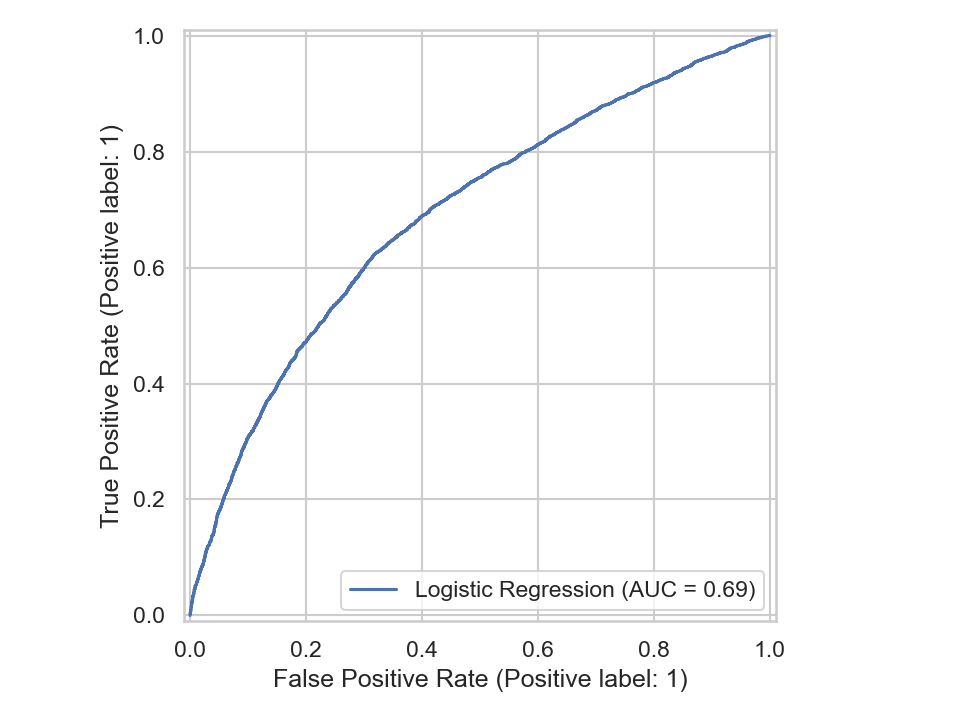 1.0
0.8
0.6
0.4
0.2
0.0
True Positive Rate (Positive label: 1)
Logistic Regression (AUC = 0.69)
0.0 0.2 0.4 0.6 0.8 1.0
False Positive Rate (Positive label: 1)